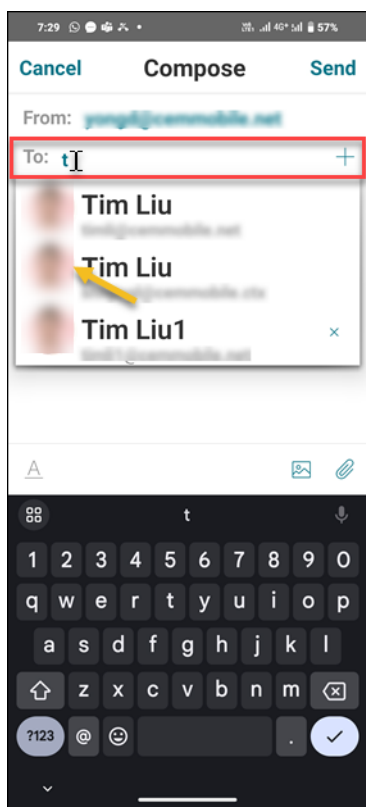 7:29 4G+ 57%
Cancel Compose Send
From:
To: t
Tim Liu
Tim Liu
Tim Liu1
A
t
1 2 3 4 5 6 7 8 9 0
q w e r t y u i o p
a s d f g h j k l
z x c v b n m
?123 @ .